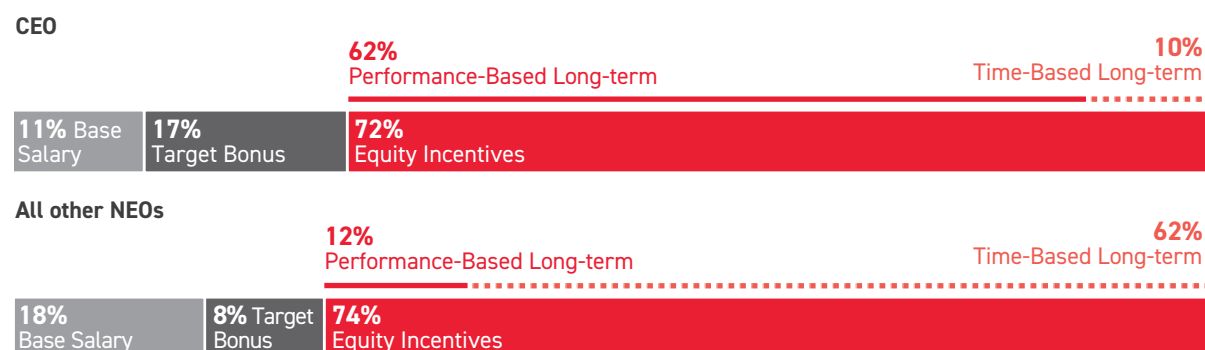 CEO
62%
Performance-Based Long-term
10%
Time-Based Long-term
11% Base
Salary
17%
Target Bonus
72%
Equity Incentives
All other NEOs
12%
Performance-Based Long-term
62%
Time-Based Long-term
18%
Base Salary
8% Target
Bonus
74%
Equity Incentives